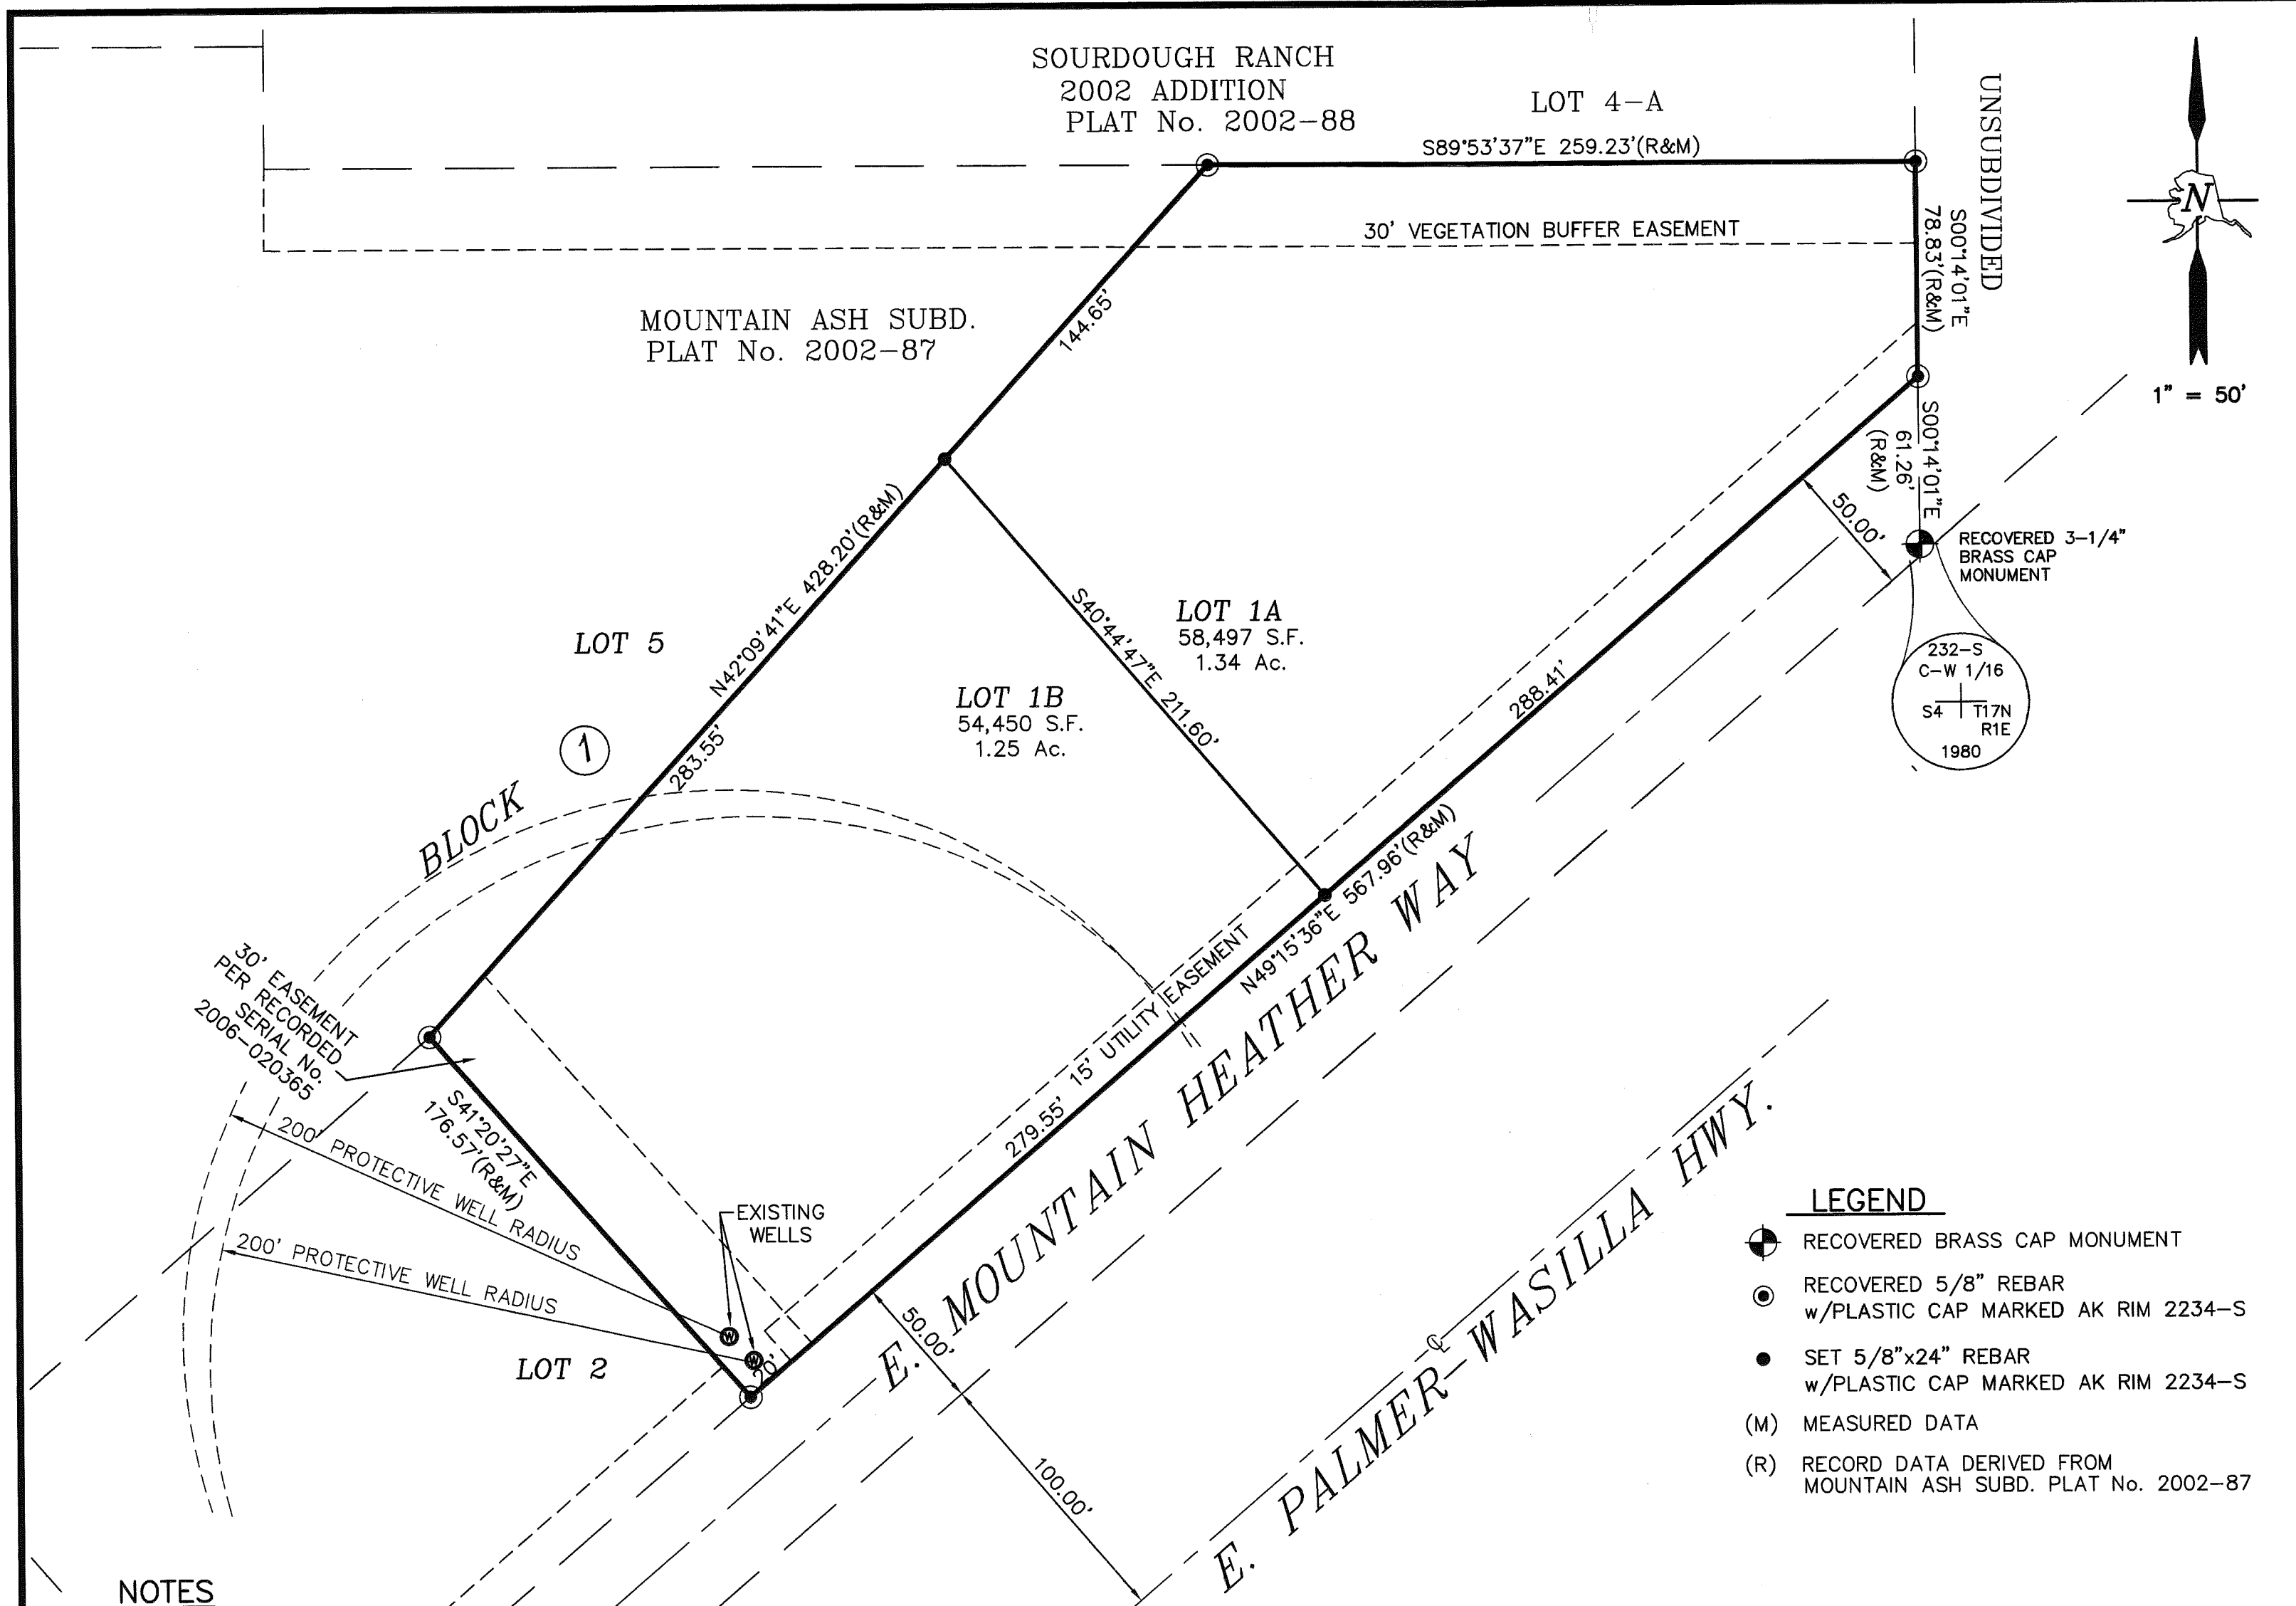 SOURDOUGH RANCH
2002 ADDITION
PLAT No. 2002-88
LOT 4-A
S89°53'37"E 259.23'(R&M)
UNSUBDIVIDED
S00°14'01"E
78.83'(R&M)
N
1" = 50'
30' VEGETATION BUFFER EASEMENT
144.65'
MOUNTAIN ASH SUBD.
PLAT No. 2002-87
S00°14'01"E
61.26'
(R&M)
50.00'
RECOVERED 3-1/4"
BRASS CAP
MONUMENT
232-S
C-W 1/16
S4 T17N
R1E
1980
N42°09'41"E 428.20'(R&M)
LOT 5
S40°44'47"E 211.60'
LOT 1A
58,497 S.F.
1.34 Ac.
288.41'
LOT 1B
54,450 S.F.
1.25 Ac.
283.55'
BLOCK 1
N49°15'36"E 567.96'(R&M)
15' UTILITY EASEMENT
279.55'
E. MOUNTAIN HEATHER WAY
30' EASEMENT
PER RECORDED
SERIAL No.
2006-020365
S41°20'27"E
176.57'(R&M)
200' PROTECTIVE WELL RADIUS
200' PROTECTIVE WELL RADIUS
EXISTING
WELLS
W
W
20'
LOT 2
50.00'
100.00'
E. PALMER-WASILLA HWY.
LEGEND
RECOVERED BRASS CAP MONUMENT
RECOVERED 5/8" REBAR
w/PLASTIC CAP MARKED AK RIM 2234-S
SET 5/8"x24" REBAR
w/PLASTIC CAP MARKED AK RIM 2234-S
(M) MEASURED DATA
(R) RECORD DATA DERIVED FROM
MOUNTAIN ASH SUBD. PLAT No. 2002-87
NOTES